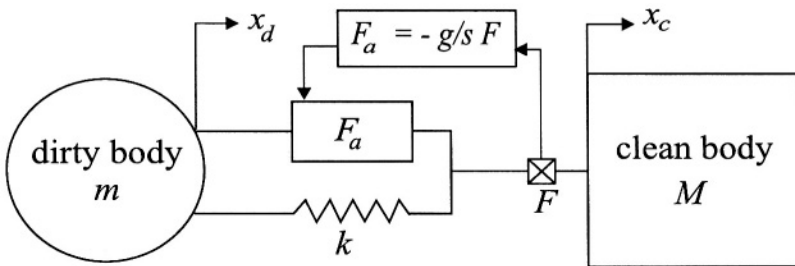 x_d
F_a = - g/s F
x_c
F_a
dirty body
m
k
F
clean body
M